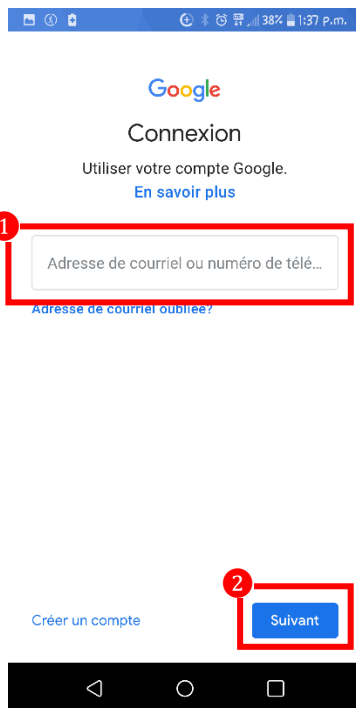 38% 1:37 P.m.
Google
Connexion
Utiliser votre compte Google.
En savoir plus
1
Adresse de courriel ou numéro de télé...
Adresse de courriel oubliée?
2
Créer un compte
Suivant